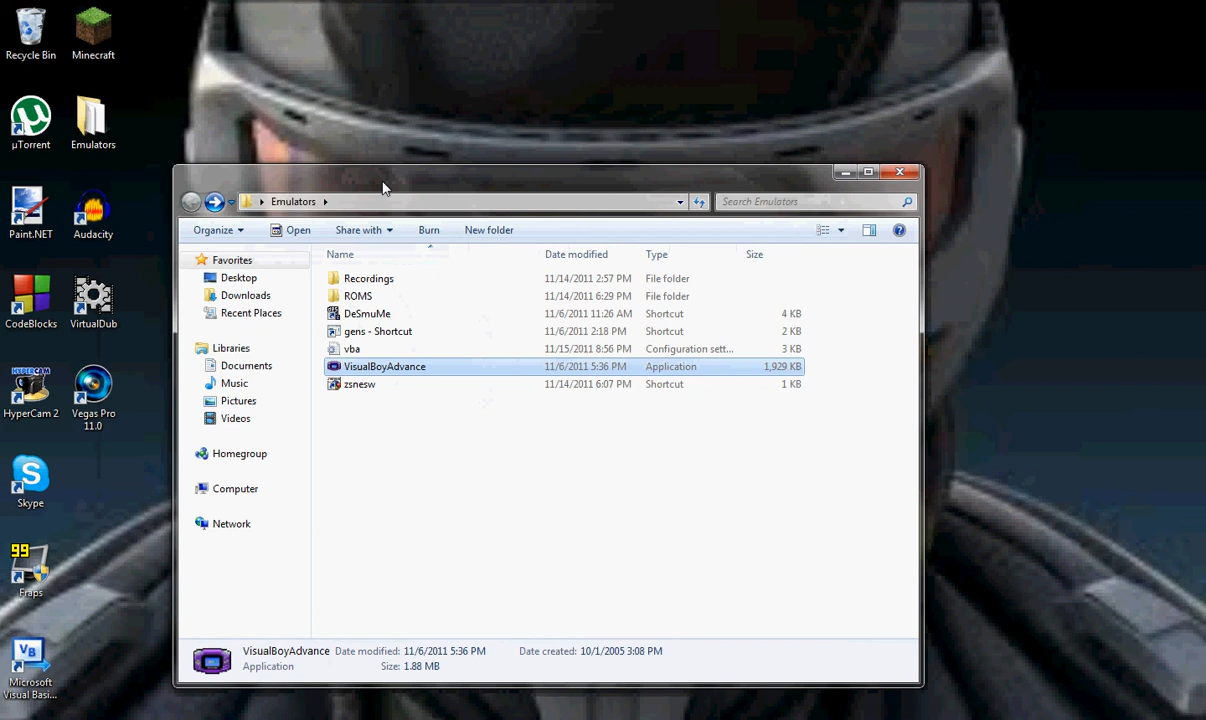 Recycle Bin
Minecraft
µTorrent
Emulators
Paint.NET
Audacity
CodeBlocks
VirtualDub
HYPERCAM
HyperCam 2
Vegas Pro 11.0
Skype
99
Fraps
VB
Microsoft Visual Basi...
Emulators
Search Emulators
Organize Open Share with Burn New folder
Favorites
Desktop
Downloads
Recent Places
Libraries
Documents
Music
Pictures
Videos
Homegroup
Computer
Network
Name Date modified Type Size
Recordings 11/14/2011 2:57 PM File folder
ROMS 11/14/2011 6:29 PM File folder
DeSmuMe 11/6/2011 11:26 AM Shortcut 4 KB
gens - Shortcut 11/6/2011 2:18 PM Shortcut 2 KB
vba 11/15/2011 8:56 PM Configuration sett... 3 KB
VisualBoyAdvance 11/6/2011 5:36 PM Application 1,929 KB
zsnesw 11/14/2011 6:07 PM Shortcut 1 KB
VisualBoyAdvance Date modified: 11/6/2011 5:36 PM Date created: 10/1/2005 3:08 PM
Application Size: 1.88 MB